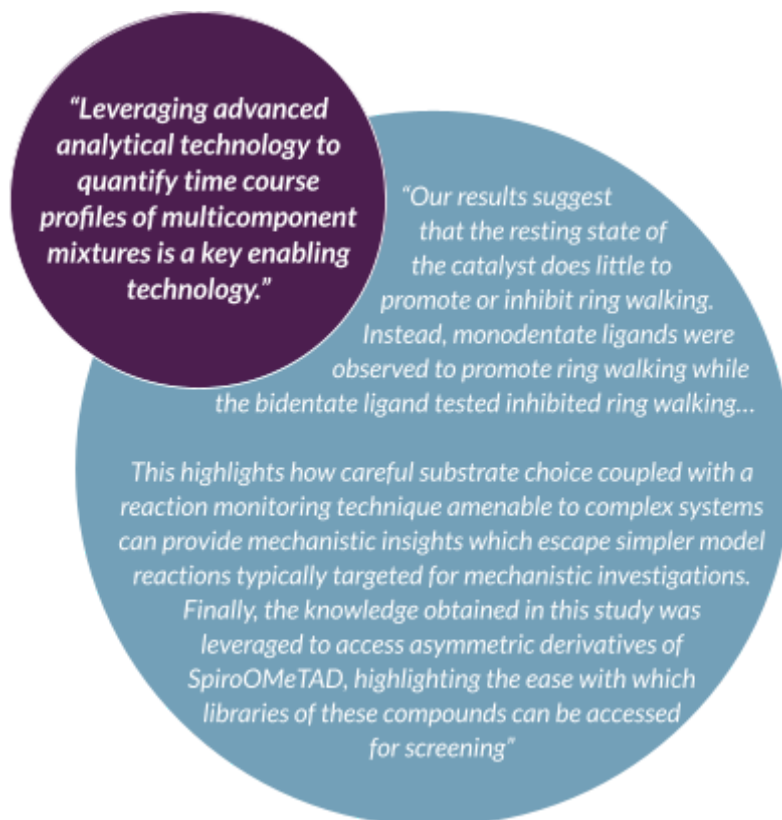 “Leveraging advanced
analytical technology to
quantify time course
profiles of multicomponent
mixtures is a key enabling
technology.”
“Our results suggest
that the resting state of
the catalyst does little to
promote or inhibit ring walking.
Instead, monodentate ligands were
observed to promote ring walking while
the bidentate ligand tested inhibited ring walking…
This highlights how careful substrate choice coupled with a
reaction monitoring technique amenable to complex systems
can provide mechanistic insights which escape simpler model
reactions typically targeted for mechanistic investigations.
Finally, the knowledge obtained in this study was
leveraged to access asymmetric derivatives of
SpiroOMeTAD, highlighting the ease with which
libraries of these compounds can be accessed
for screening”